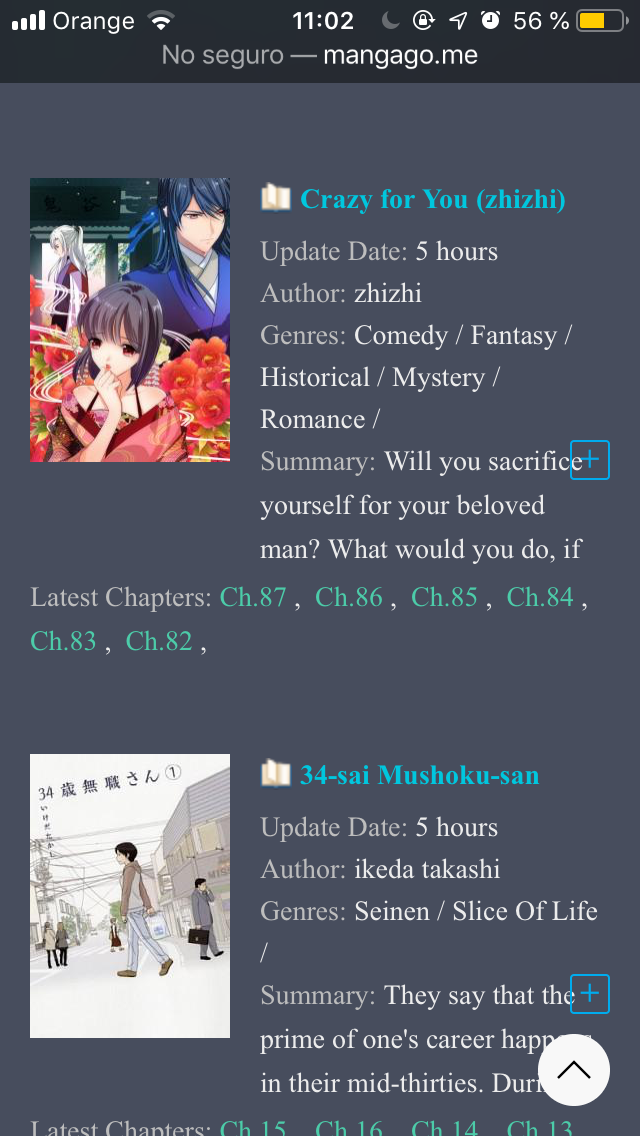 Orange 11:02 56 %
No seguro — mangago.me
Crazy for You (zhizhi)
Update Date: 5 hours
Author: zhizhi
Genres: Comedy / Fantasy /
Historical / Mystery /
Romance /
Summary: Will you sacrifice
yourself for your beloved
man? What would you do, if
Latest Chapters: Ch.87 , Ch.86 , Ch.85 , Ch.84 ,
Ch.83 , Ch.82 ,
34歳無職さん①
いけだたかし
34-sai Mushoku-san
Update Date: 5 hours
Author: ikeda takashi
Genres: Seinen / Slice Of Life
/
Summary: They say that the
prime of one's career happens
in their mid-thirties. Duri
Latest Chapters: Ch.15 , Ch.16 , Ch.14 , Ch.13